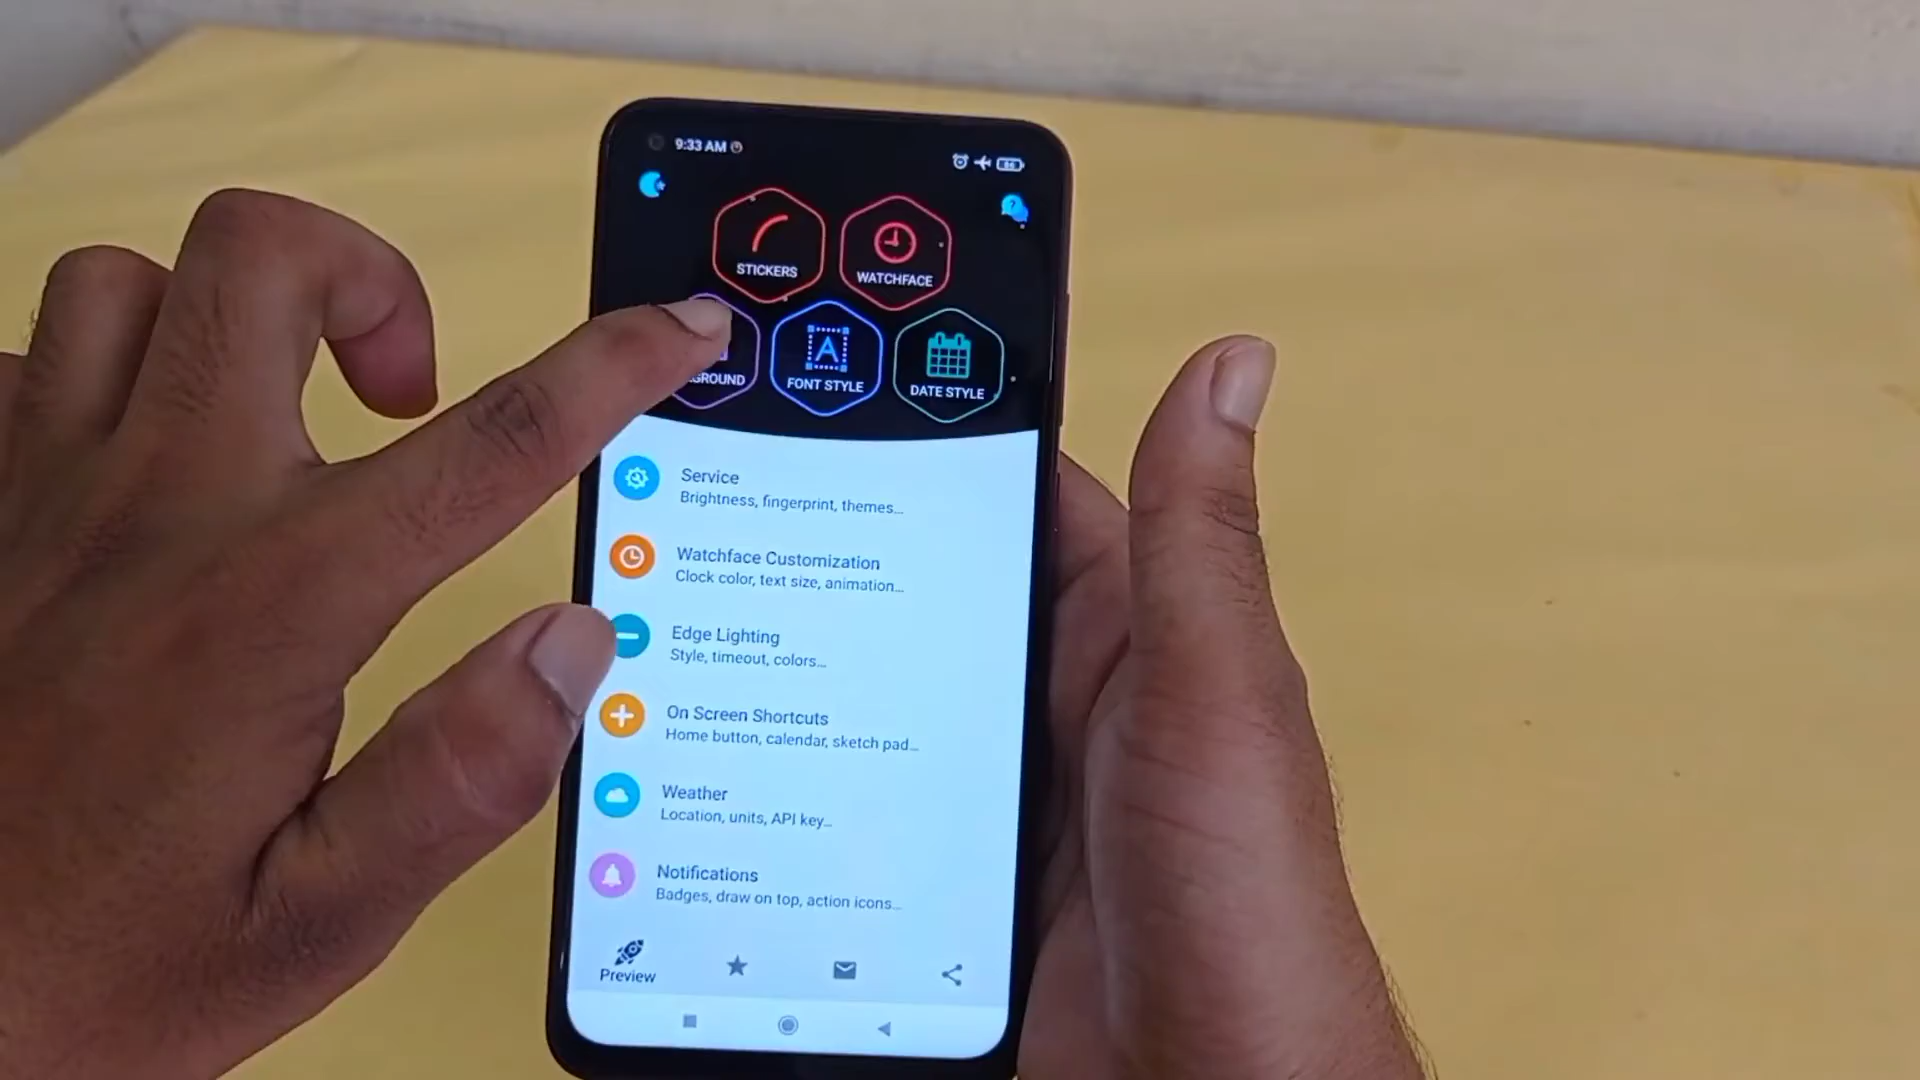 9:33 AM
STICKERS
WATCHFACE
GROUND
FONT STYLE
DATE STYLE
Service
Brightness, fingerprint, themes...
Watchface Customization
Clock color, text size, animation...
Edge Lighting
Style, timeout, colors...
On Screen Shortcuts
Home button, calendar, sketch pad...
Weather
Location, units, API key...
Notifications
Badges, draw on top, action icons...
Preview